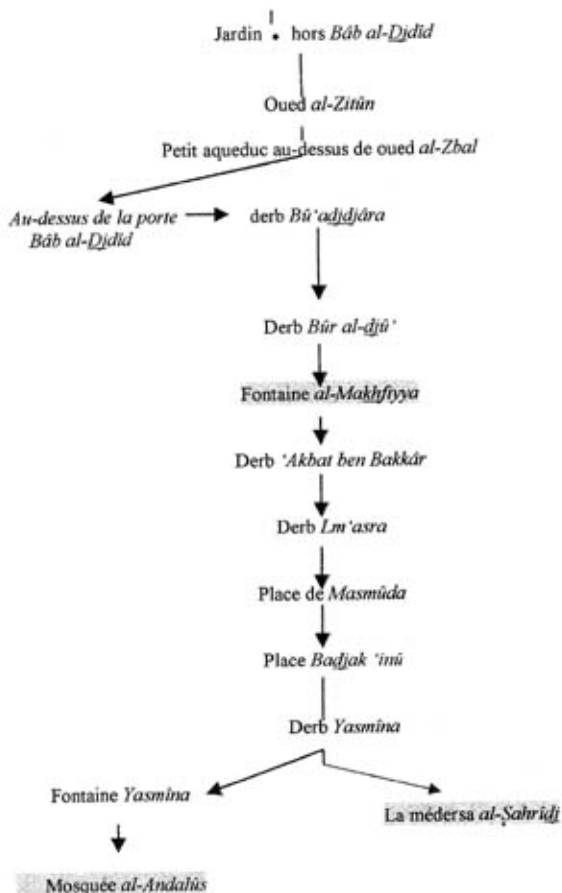 Jardin • hors Bâb al-Djdîd
Oued al-Zitûn
Petit aqueduc au-dessus de oued al-Zbal
Au-dessus de la porte derb Bû‘adjdjára
Bâb al-Djdîd
Derb Bûr al-djû‘
Fontaine al-Makhfiyya
Derb ‘Akbat ben Bakkâr
Derb Lm‘asra
Place de Masmûda
Place Badjak ‘inû
Derb Yasmîna
Fontaine Yasmîna
La médersa al-Ṣahrîdj
Mosquée al-Andalûs